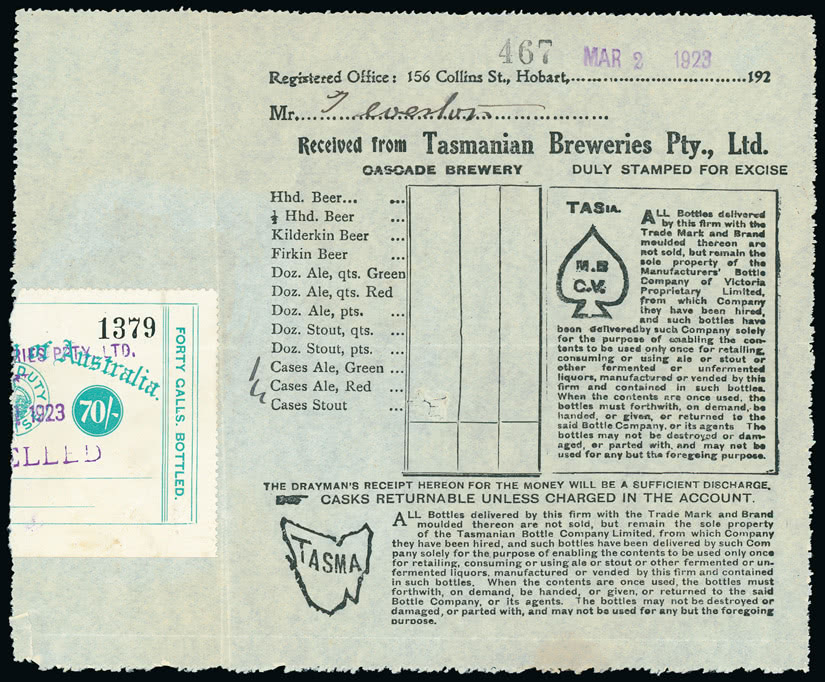 467 MAR 2 1923
Registered Office: 156 Collins St., Hobart,..............................192
Mr.
Received from Tasmanian Breweries Pty., Ltd.
CASCADE BREWERY DULY STAMPED FOR EXCISE
Hhd. Beer... ...
½ Hhd. Beer ...
Kilderkin Beer ...
Firkin Beer ...
Doz. Ale, qts. Green
Doz. Ale, qts. Red
Doz. Ale, pts. ...
Doz. Stout, qts. ...
Doz. Stout, pts. ...
Cases Ale, Green ...
Cases Ale, Red ...
Cases Stout ...
TASIA.
M.B
C.V.
ALL Bottles delivered
by this firm with the
Trade Mark and Brand
moulded thereon are
not sold, but remain the
sole property of the
Manufacturers' Bottle
Company of Victoria
Proprietary Limited,
from which Company
they have been hired,
and such bottles have
been delivered by such Company solely
for the purpose of enabling the con-
tents to be used only once for retailing,
consuming or using ale or stout or
other fermented or unfermented
liquors, manufactured or vended by this
firm and contained in such bottles.
When the contents are once used, the
bottles must forthwith, on demand, be
handed, or given, or returned to the
said Bottle Company, or its agents The
bottles may not be destroyed or dam-
aged, or parted with, and may not be
used for any but the foregoing purpose.
THE DRAYMAN'S RECEIPT HEREON FOR THE MONEY WILL BE A SUFFICIENT DISCHARGE.
CASKS RETURNABLE UNLESS CHARGED IN THE ACCOUNT.
TASMA
ALL Bottles delivered by this firm with the Trade Mark and Brand
moulded thereon are not sold, but remain the sole property
of the Tasmanian Bottle Company Limited, from which Company
they have been hired, and such bottles have been delivered by such Com
pany solely for the purpose of enabling the contents to be used only once
for retailing, consuming or using ale or stout or other fermented or un-
fermented liquors, manufactured or vended by this firm and contained
in such bottles. When the contents are once used, the bottles must
forthwith, on demand, be handed, or given, or returned to the said
Bottle Company, or its agents. The bottles may not be destroyed or
damaged, or parted with, and may not be used for any but the foregoing
purpose.
1379
RIES PRTY. LTD.
of Australia.
DUTY
1923
70/-
ELLED
FORTY GALLS. BOTTLED.